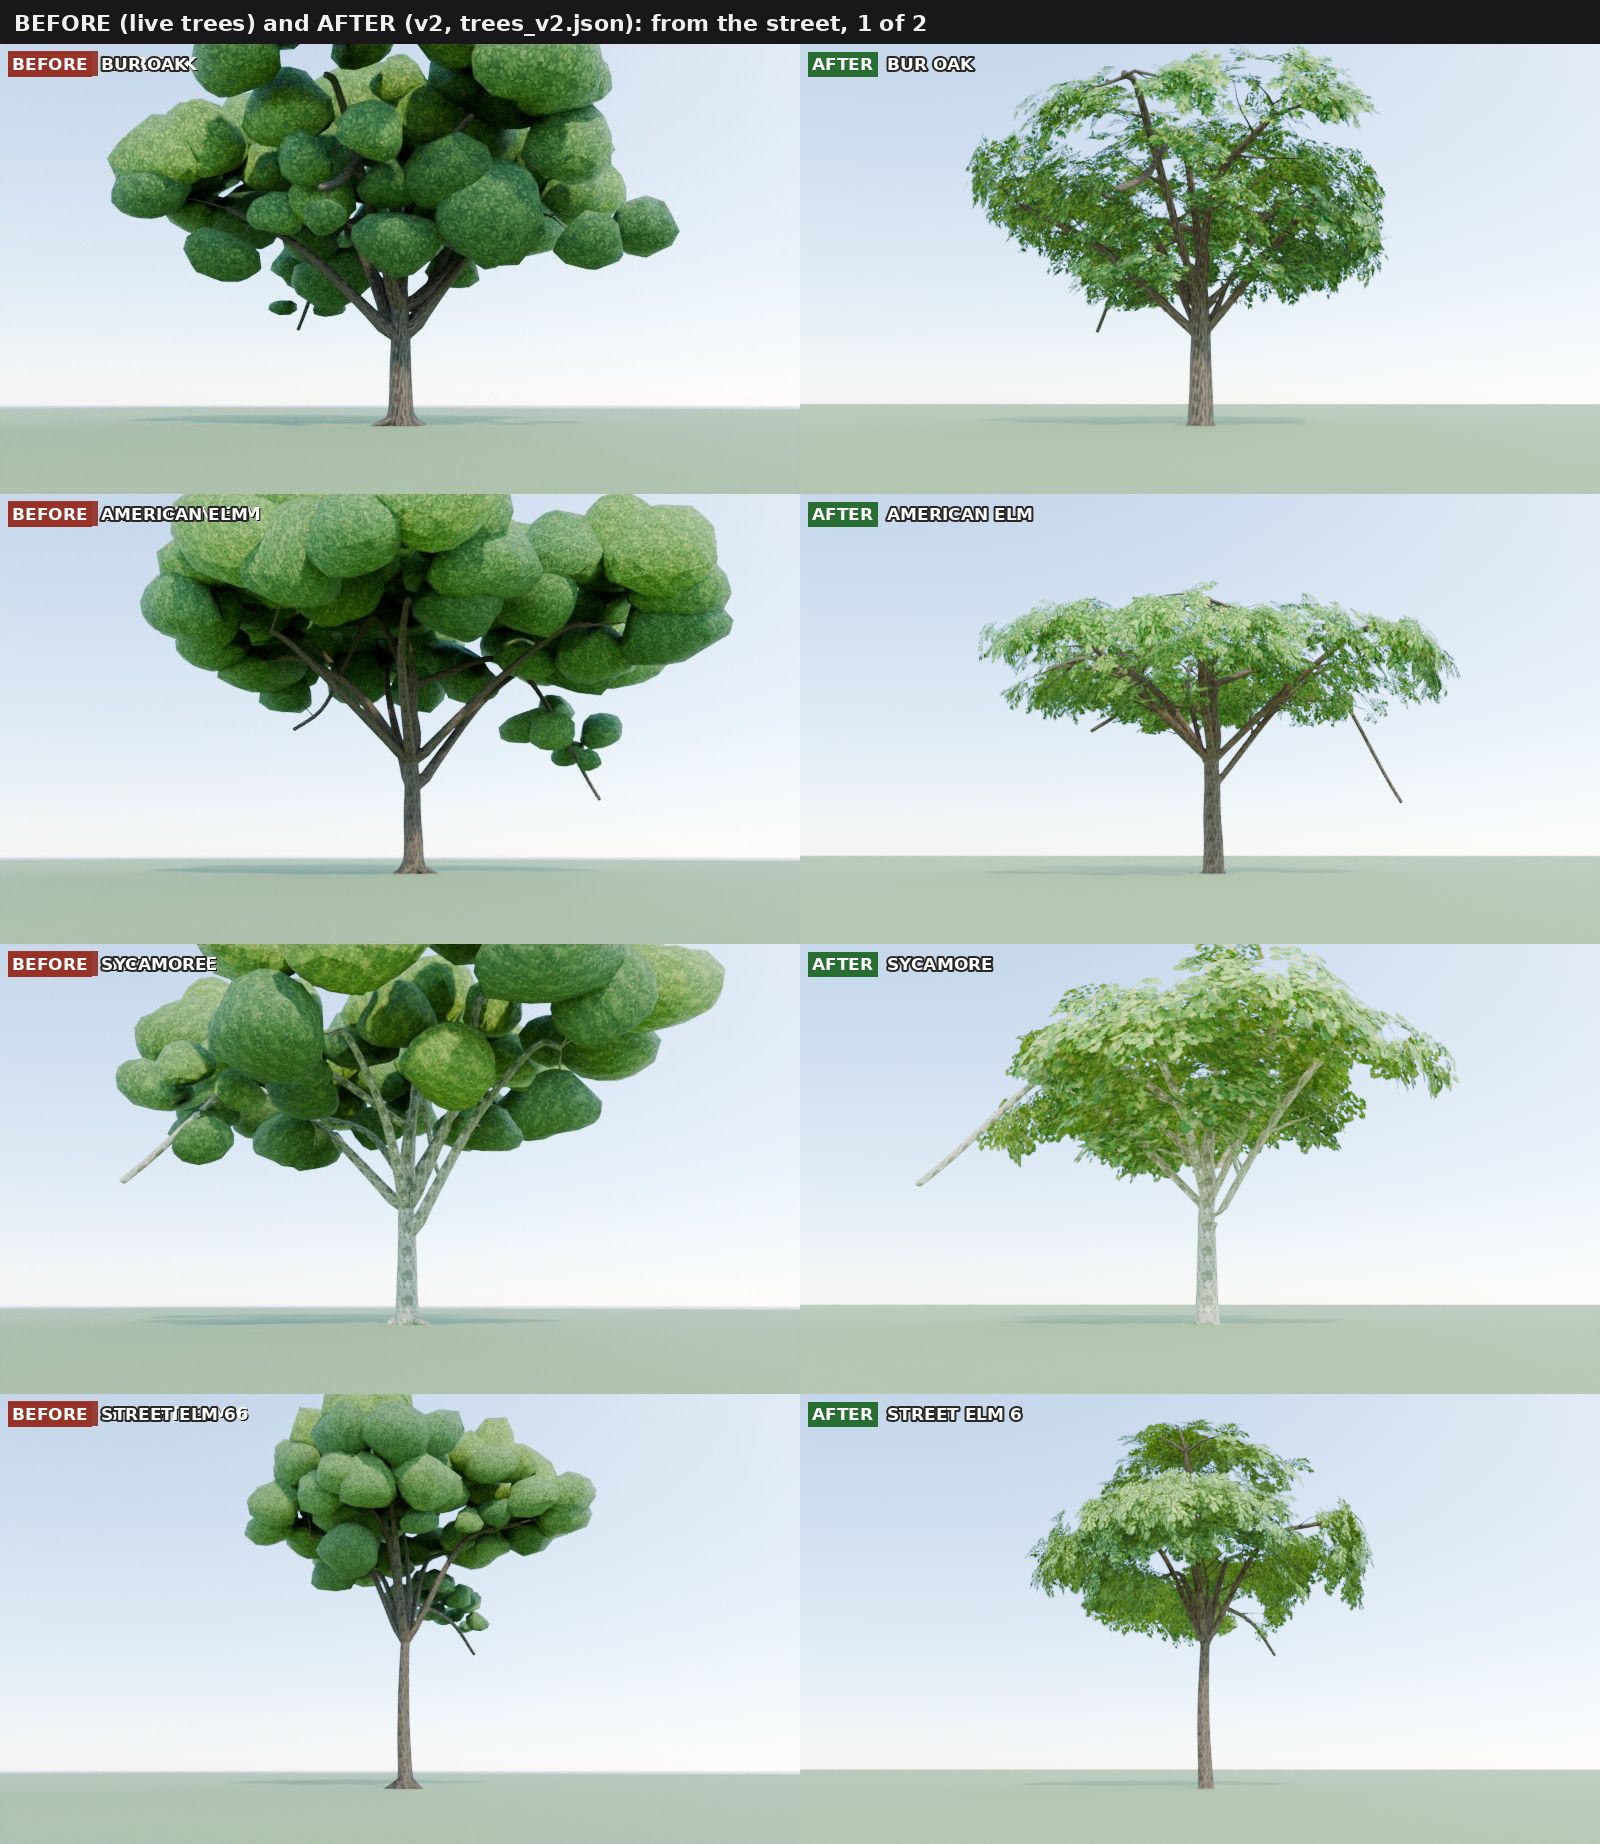 BEFORE (live trees) and AFTER (v2, trees_v2.json): from the street, 1 of 2
BEFORE BUR OAK
AFTER BUR OAK
BEFORE AMERICAN ELM
AFTER AMERICAN ELM
BEFORE SYCAMORE
AFTER SYCAMORE
BEFORE STREET ELM 6
AFTER STREET ELM 6